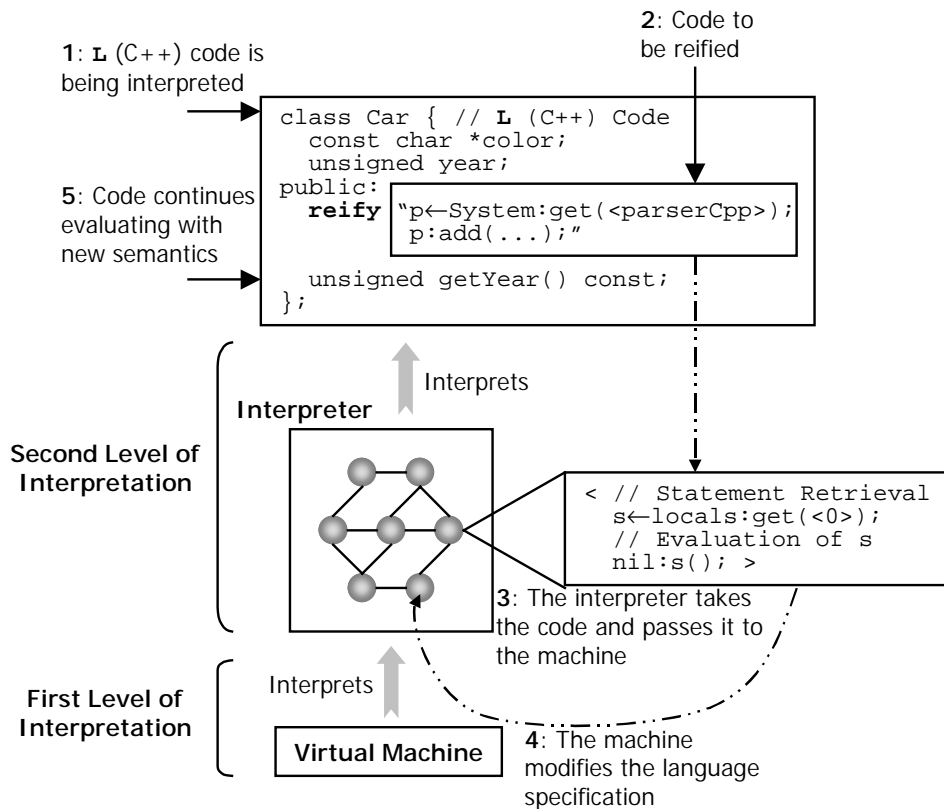 2: Code to
be reified
1: L (C++) code is
being interpreted
class Car { // L (C++) Code
const char *color;
unsigned year;
public:
reify “p←System:get(<parserCpp>);
p:add(...);”
unsigned getYear() const;
};
5: Code continues
evaluating with
new semantics
Interprets
Interpreter
Second Level of
Interpretation
< // Statement Retrieval
s←locals:get(<0>);
// Evaluation of s
nil:s(); >
3: The interpreter takes
the code and passes it to
the machine
Interprets
First Level of
Interpretation
Virtual Machine
4: The machine
modifies the language
specification